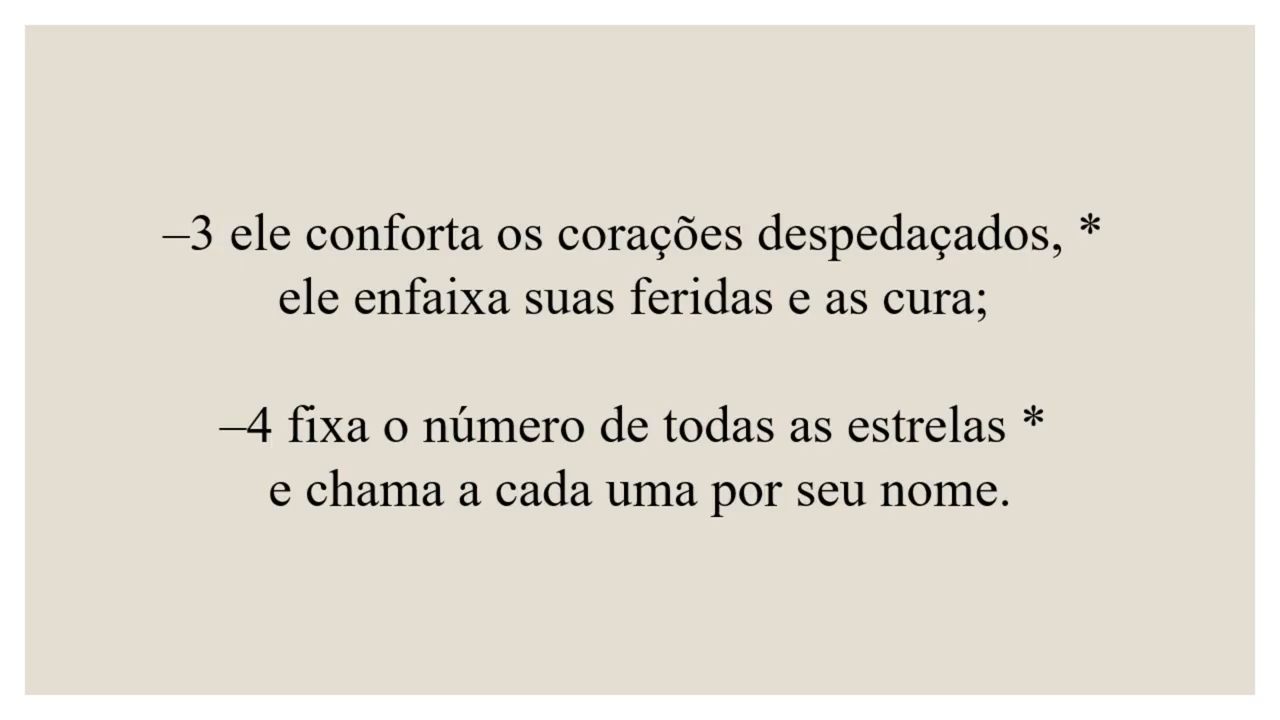 –3 ele conforta os corações despedaçados, *
ele enfaixa suas feridas e as cura;
–4 fixa o número de todas as estrelas *
e chama a cada uma por seu nome.